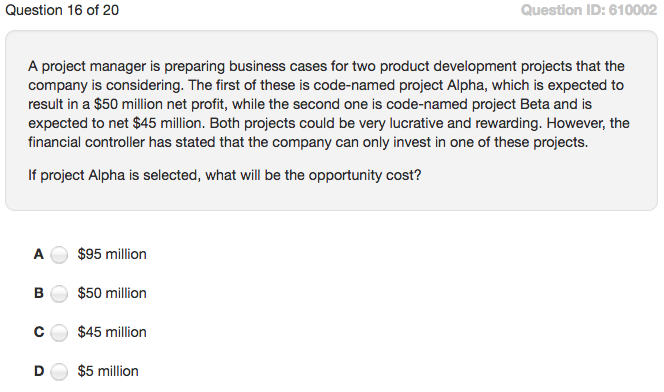 Question 16 of 20
Question ID: 610002
A project manager is preparing business cases for two product development projects that the
company is considering. The first of these is code-named project Alpha, which is expected to
result in a $50 million net profit, while the second one is code-named project Beta and is
expected to net $45 million. Both projects could be very lucrative and rewarding. However, the
financial controller has stated that the company can only invest in one of these projects.
If project Alpha is selected, what will be the opportunity cost?
A $95 million
B $50 million
C $45 million
D $5 million